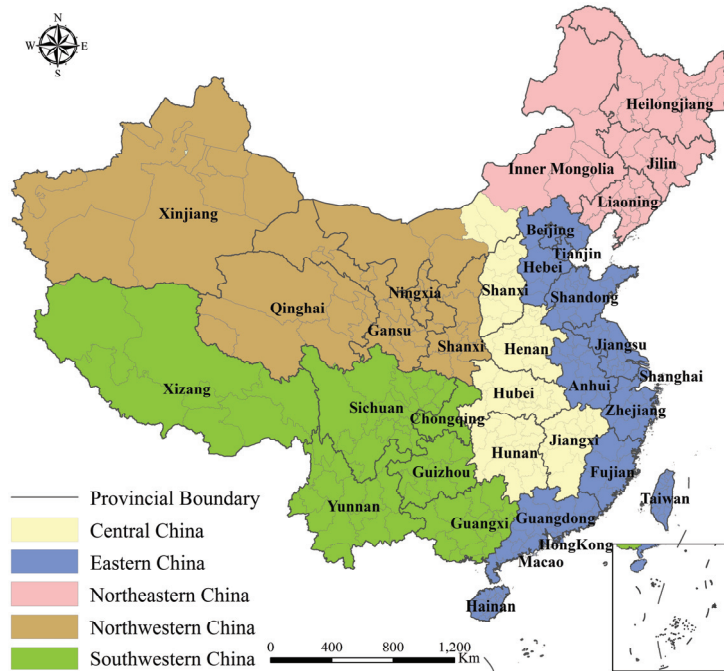 N
W E
S
Heilongjiang
Jilin
Inner Mongolia
Liaoning
Xinjiang
Beijing
Tianjin
Hebei
Ningxia
Shanxi
Shandong
Qinghai
Gansu
Shanxi
Henan
Jiangsu
Shanghai
Xizang
Anhui
Hubei
Sichuan
Zhejiang
Chongqing
Jiangxi
Hunan
Guizhou
Fujian
Yunnan
Taiwan
Guangxi
Guangdong
HongKong
Macao
Hainan
Provincial Boundary
Central China
Eastern China
Northeastern China
Northwestern China
Southwestern China
0 400 800 1,200
Km